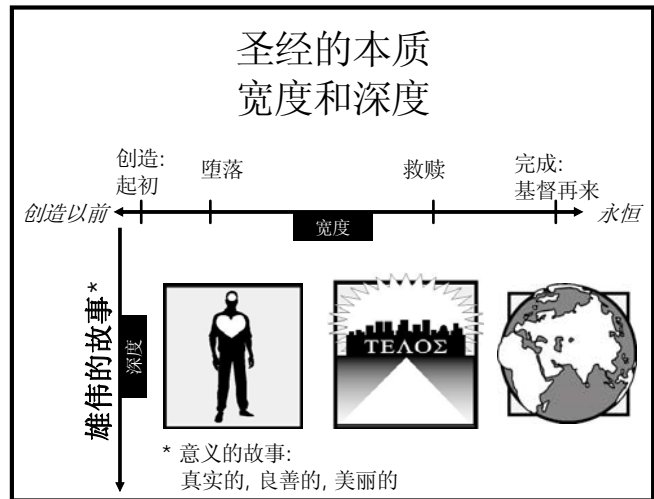 圣经的本质
宽度和深度
创造:
起初
堕落
救赎
完成:
基督再来
创造以前
宽度
永恒
雄伟的故事*
深度
ΤΕΛΟΣ
* 意义的故事:
真实的, 良善的, 美丽的